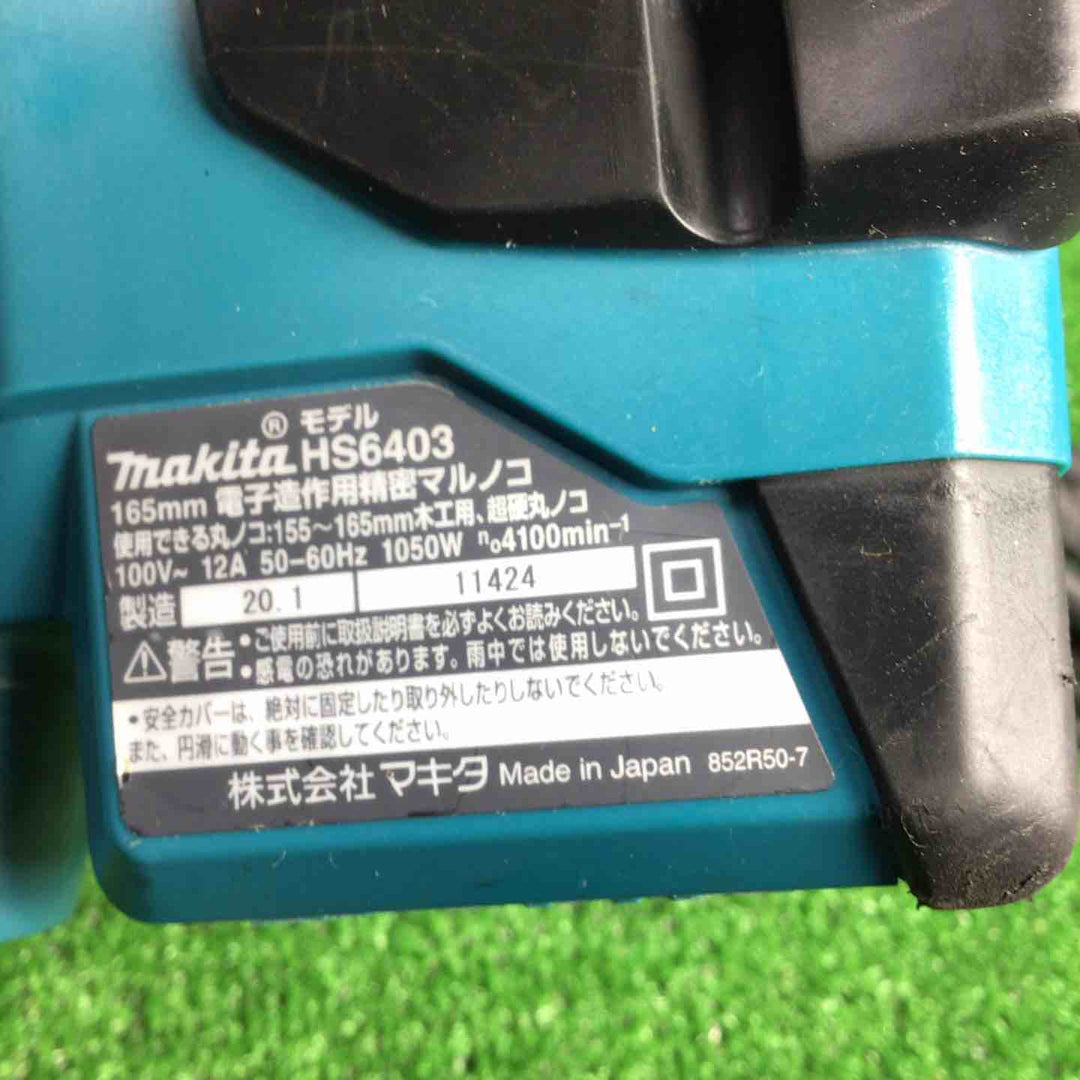 モデル
makita® HS6403
165mm 電子造作用精密マルノコ
使用できる丸ノコ:155〜165mm木工用、超硬丸ノコ
100V~ 12A 50-60Hz 1050W n₀4100min⁻¹
製造 20.1 11424
⚠警告 •ご使用前に取扱説明書を必ずよくお読みください。
•感電の恐れがあります。雨中では使用しないでください。
•安全カバーは、絶対に固定したり取り外したりしないでください。
また、円滑に動く事を確認してください。
株式会社マキタ Made in Japan 852R50-7